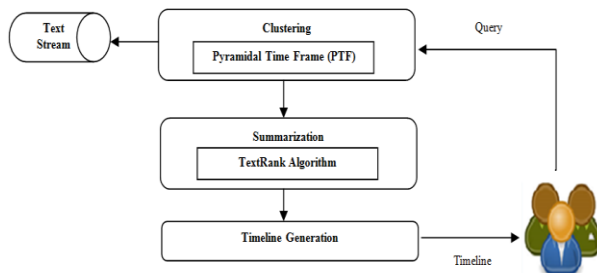 Text
Stream
Clustering
Pyramidal Time Frame (PTF)
Query
Summarization
TextRank Algorithm
Timeline Generation
Timeline